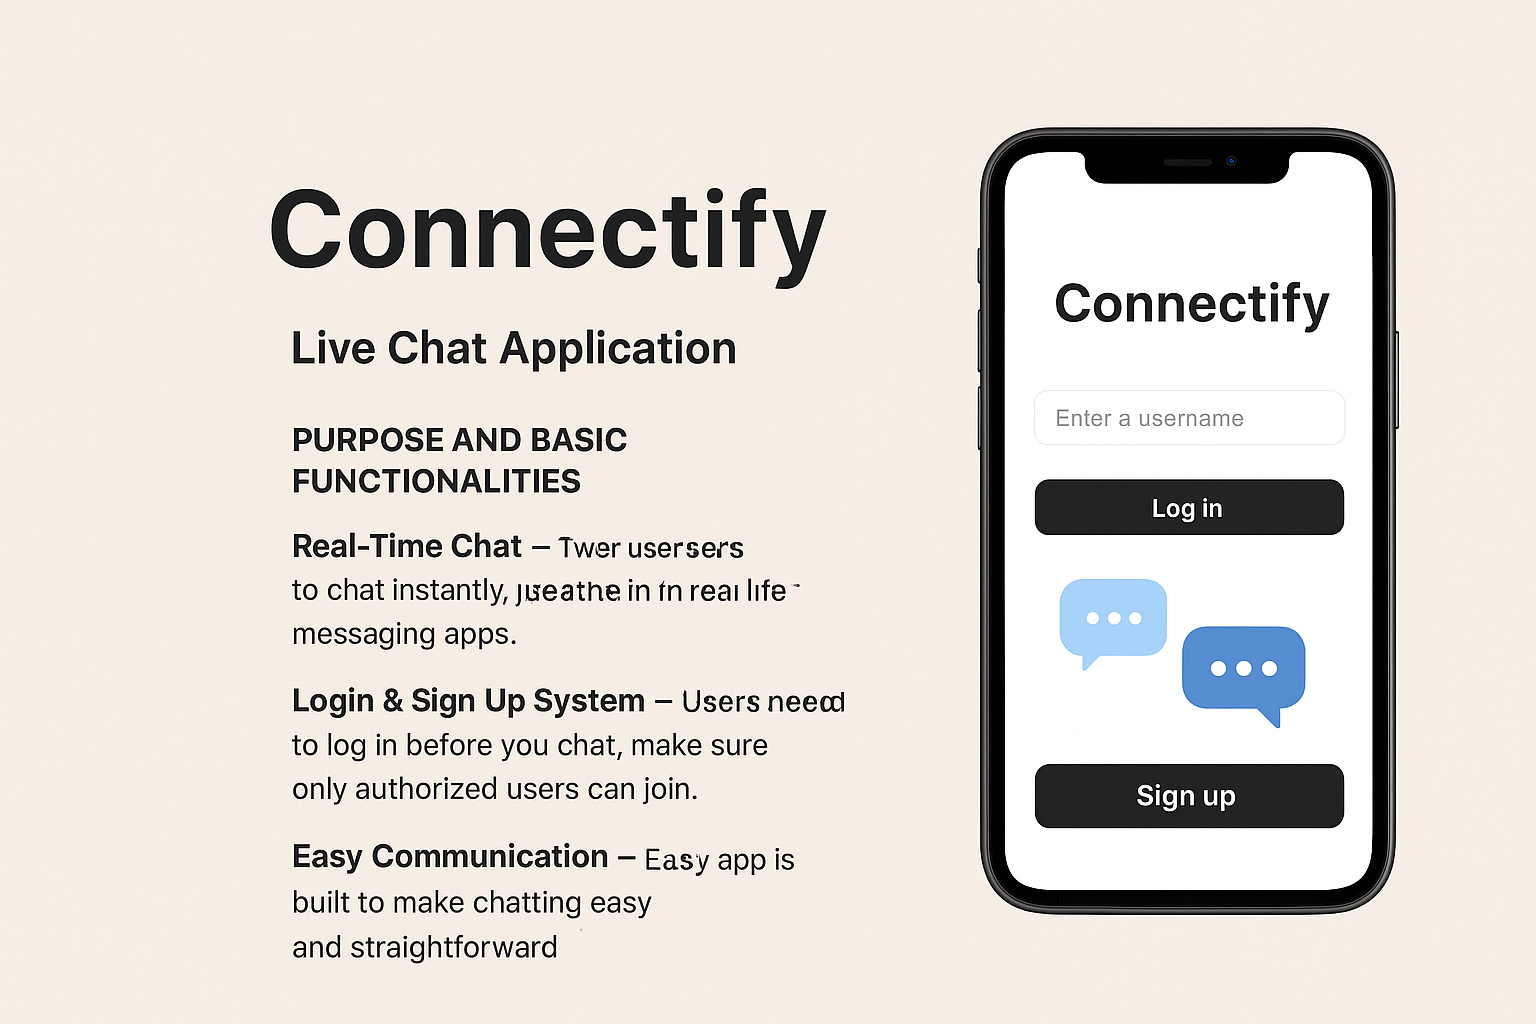 Connectify
Live Chat Application
PURPOSE AND BASIC
FUNCTIONALITIES
Real-Time Chat – Twer usersers
to chat instantly, in in real life
messaging apps.
Login & Sign Up System – Users need
to log in before you chat, make sure
only authorized users can join.
Easy Communication – Easy app is
built to make chatting easy
and straightforward
Connectify
Enter a username
Log in
Sign up